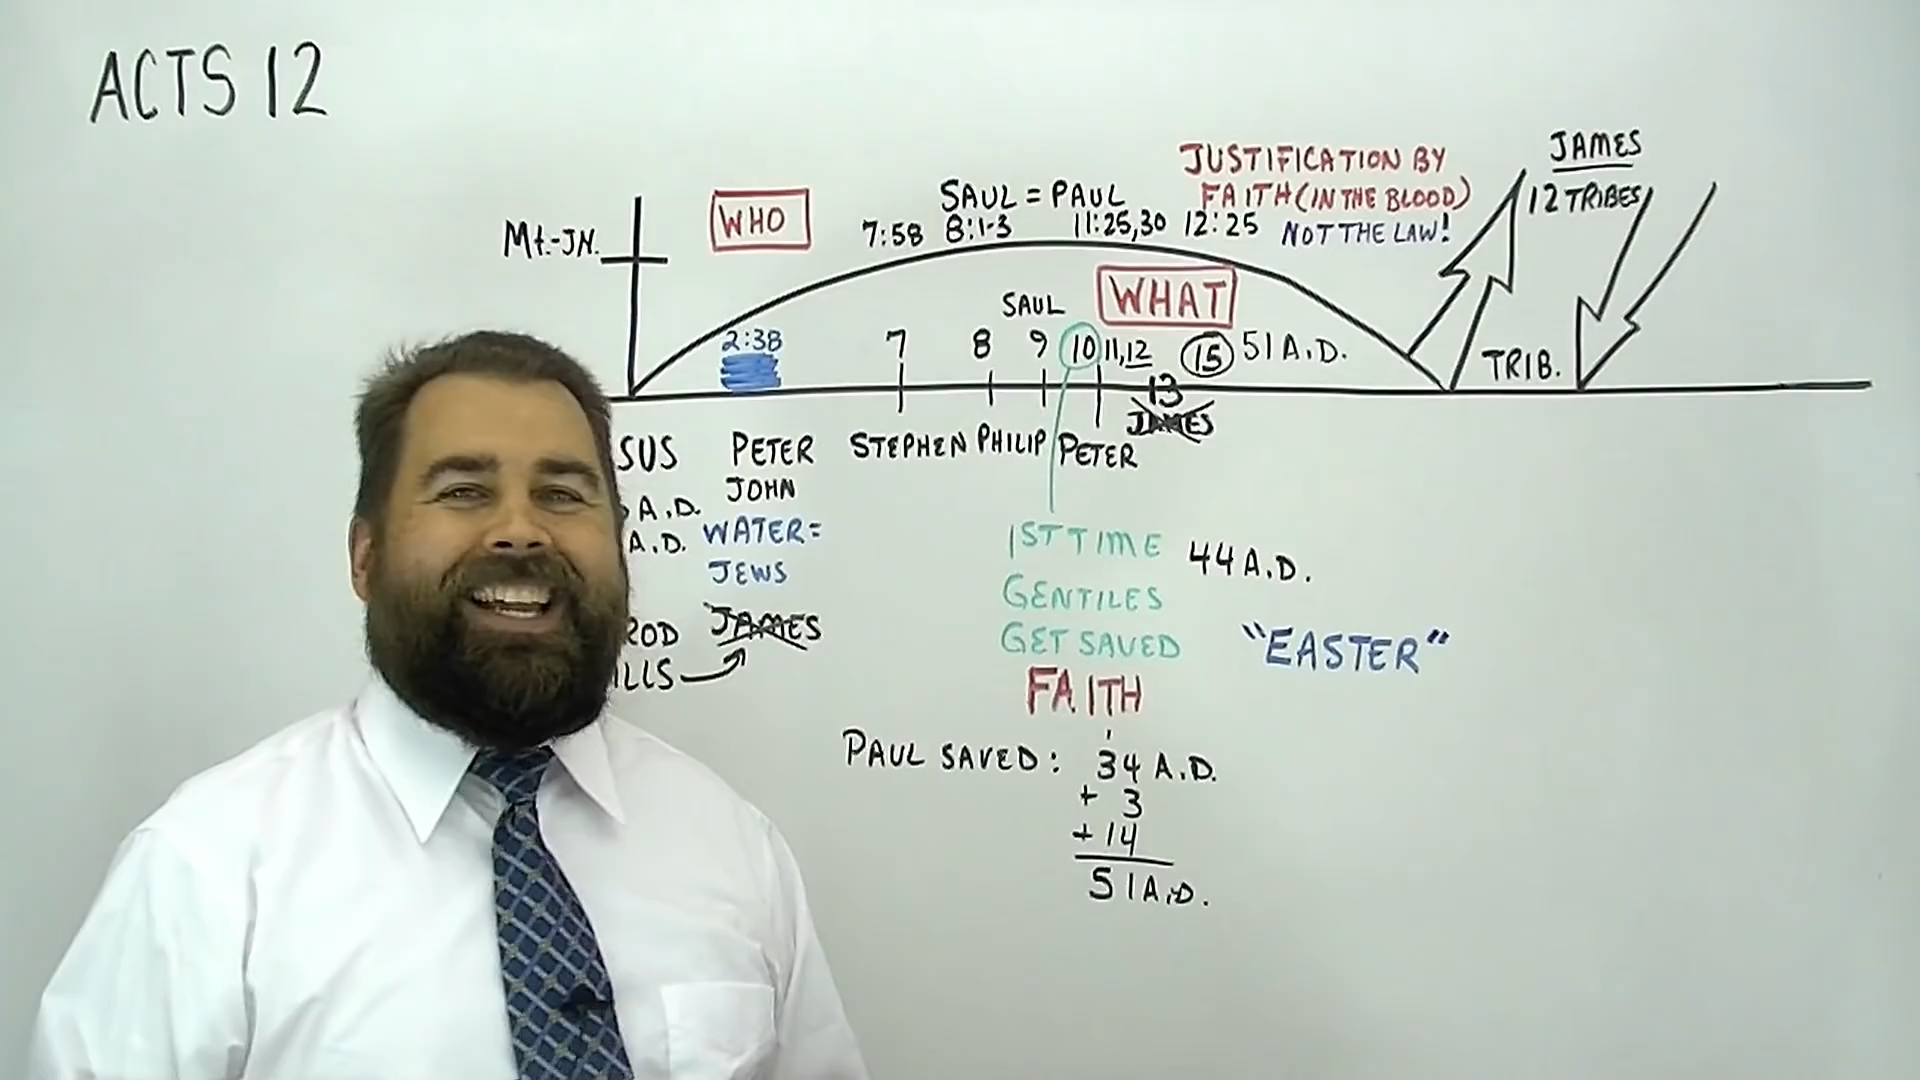 ACTS 12
Mt.-JN.
WHO
SAUL = PAUL
7:58 8:1-3 11:25,30 12:25
JUSTIFICATION BY
FAITH (IN THE BLOOD)
NOT THE LAW!
JAMES
12 TRIBES
WHAT
SAUL
2:38
7 8 9 10 11,12 15 51 A.D.
13
JAMES
TRIB.
SUS
PETER
JOHN
STEPHEN PHILIP PETER
A.D.
A.D.
WATER=
JEWS
ROD
ILLS
JAMES
1ST TIME
GENTILES
GET SAVED
FAITH
44 A.D.
"EASTER"
PAUL SAVED: 34 A.D.
+ 3
+ 14
51 A.D.